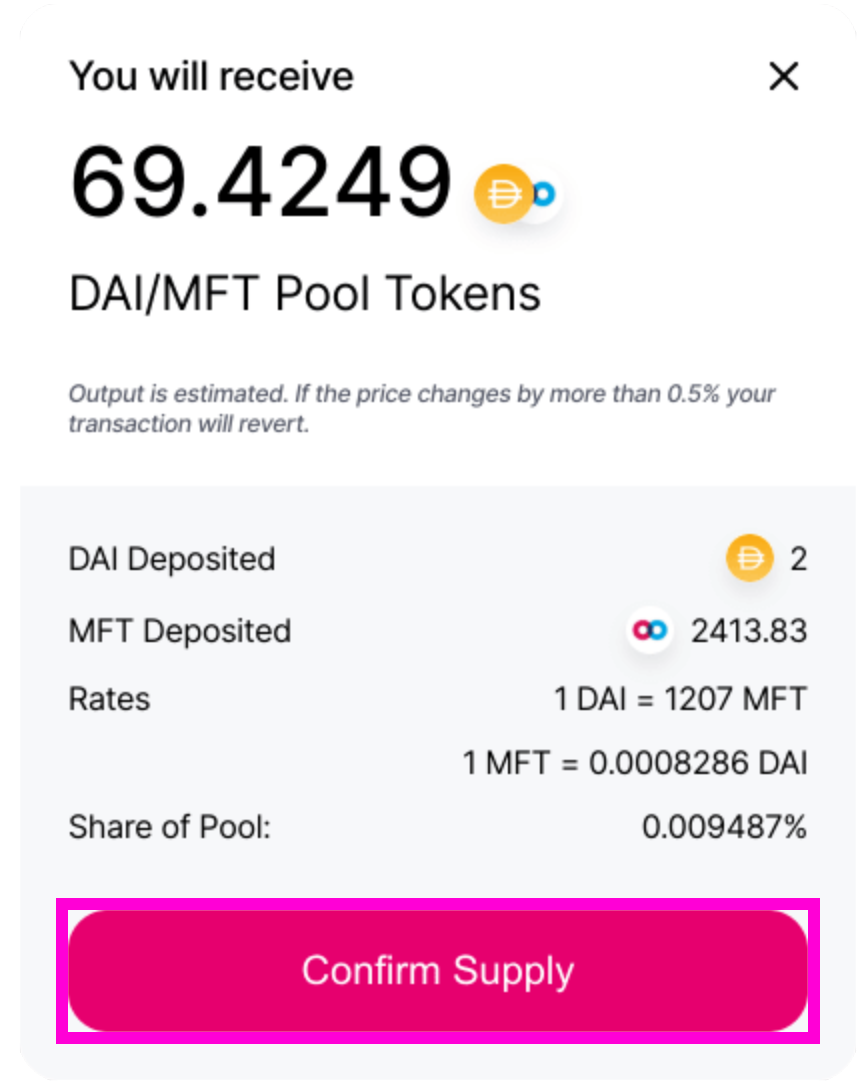 You will receive
69.4249
DAI/MFT Pool Tokens
Output is estimated. If the price changes by more than 0.5% your
transaction will revert.
DAI Deposited 2
MFT Deposited 2413.83
Rates 1 DAI = 1207 MFT
1 MFT = 0.0008286 DAI
Share of Pool: 0.009487%
Confirm Supply